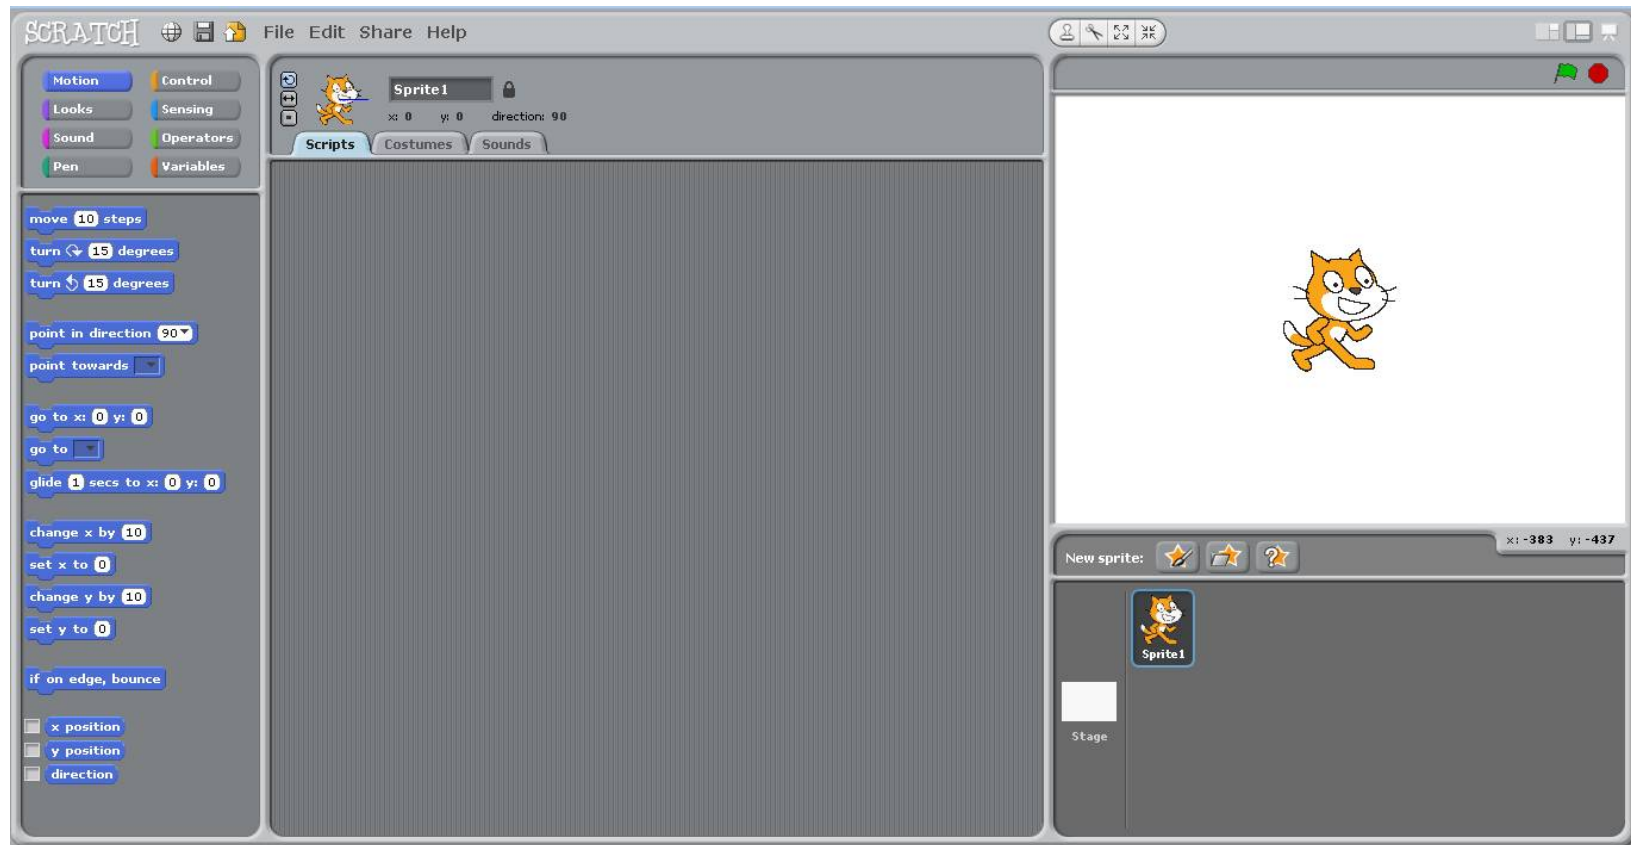 SCRATCH File Edit Share Help
Motion Control
Looks Sensing
Sound Operators
Pen Variables
move 10 steps
turn 15 degrees
turn 15 degrees
point in direction 90
point towards
go to x: 0 y: 0
go to
glide 1 secs to x: 0 y: 0
change x by 10
set x to 0
change y by 10
set y to 0
if on edge, bounce
x position
y position
direction
Sprite1
x: 0 y: 0 direction: 90
Scripts Costumes Sounds
x: -383 y: -437
New sprite:
Sprite1
Stage